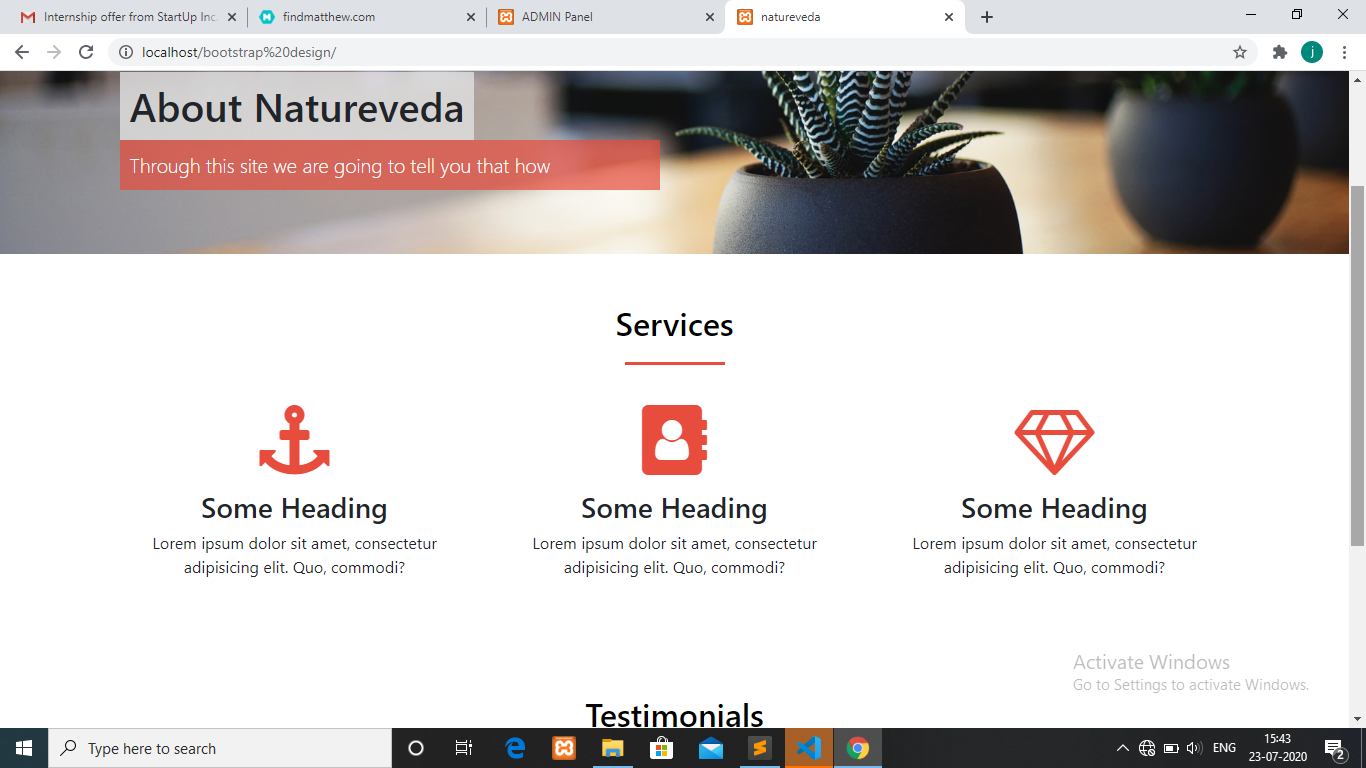 Internship offer from StartUp Inc.
findmatthew.com
ADMIN Panel
natureveda
localhost/bootstrap%20design/
j
About Natureveda
Through this site we are going to tell you that how
Services
Some Heading
Some Heading
Some Heading
Lorem ipsum dolor sit amet, consectetur
adipisicing elit. Quo, commodi?
Lorem ipsum dolor sit amet, consectetur
adipisicing elit. Quo, commodi?
Lorem ipsum dolor sit amet, consectetur
adipisicing elit. Quo, commodi?
Activate Windows
Go to Settings to activate Windows.
Testimonials
Type here to search
ENG
15:43
23-07-2020
2